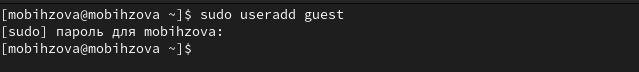 [mobihzova@mobihzova ~]$ sudo useradd guest
[sudo] пароль для mobihzova:
[mobihzova@mobihzova ~]$